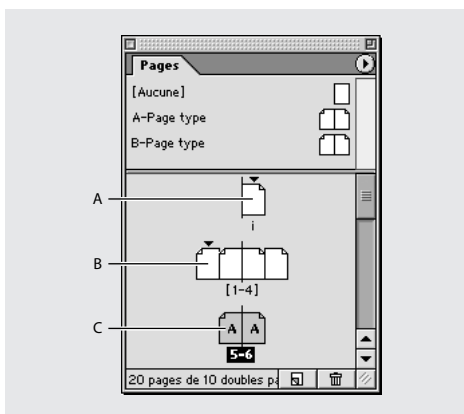 Pages
[Aucune]
A-Page type
B-Page type
A
i
B
[1-4]
C
A A
5-6
20 pages de 10 doubles pa